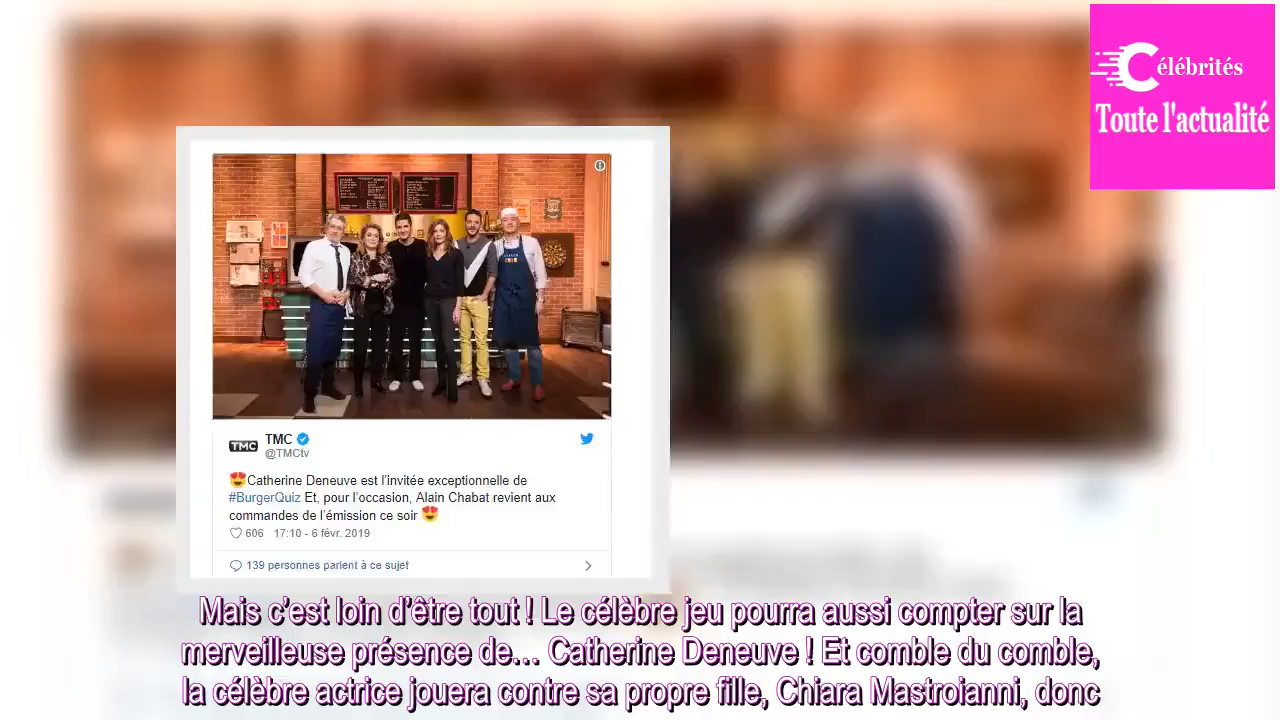 Célébrités
Toute l'actualité
TMC
TMC
@TMCtv
😍Catherine Deneuve est l'invitée exceptionnelle de
#BurgerQuiz Et, pour l'occasion, Alain Chabat revient aux
commandes de l'émission ce soir 😍
606 17:10 - 6 févr. 2019
139 personnes parlent à ce sujet
Mais c'est loin d'être tout ! Le célèbre jeu pourra aussi compter sur la
merveilleuse présence de... Catherine Deneuve ! Et comble du comble,
la célèbre actrice jouera contre sa propre fille, Chiara Mastroianni, donc